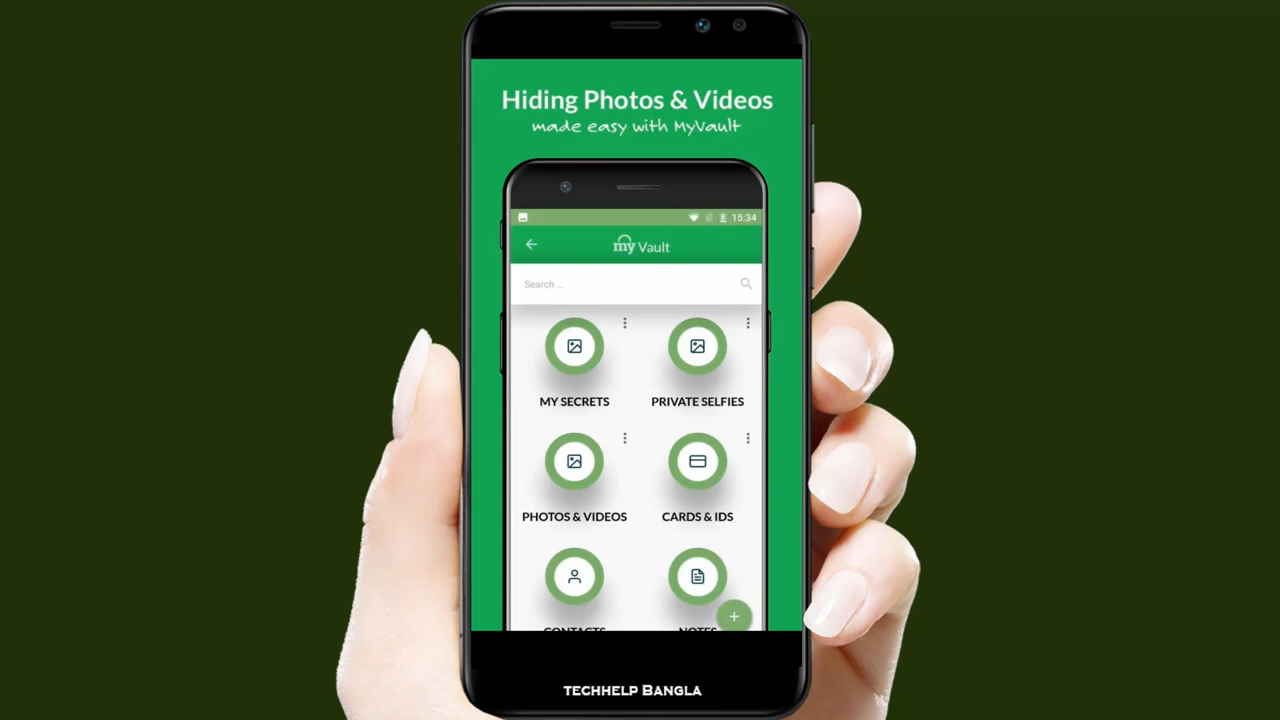 Hiding Photos & Videos
made easy with MyVault
15:34
my Vault
Search ...
MY SECRETS
PRIVATE SELFIES
PHOTOS & VIDEOS
CARDS & IDS
CONTACTS
NOTES
TECHHELP BANGLA